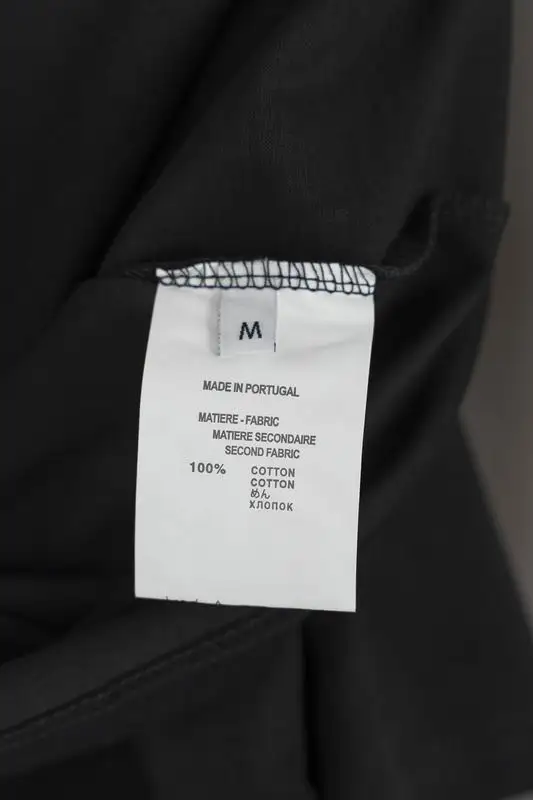 M
MADE IN PORTUGAL
MATIERE - FABRIC
MATIERE SECONDAIRE
SECOND FABRIC
100% COTTON
COTTON
めん
ХЛОПОК